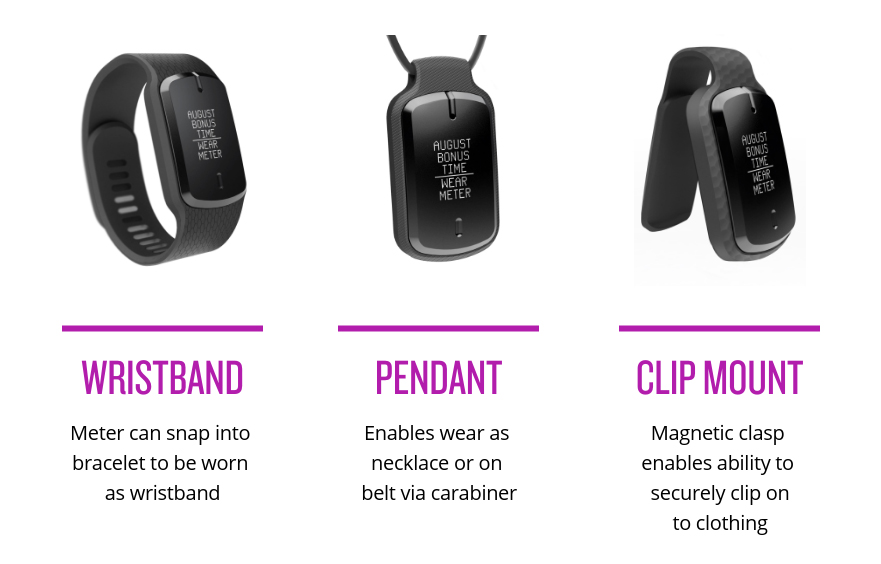 AUGUST
BONUS
TIME
WEAR
METER
AUGUST
BONUS
TIME
WEAR
METER
AUGUST
BONUS
TIME
WEAR
METER
WRISTBAND
Meter can snap into
bracelet to be worn
as wristband
PENDANT
Enables wear as
necklace or on
belt via carabiner
CLIP MOUNT
Magnetic clasp
enables ability to
securely clip on
to clothing